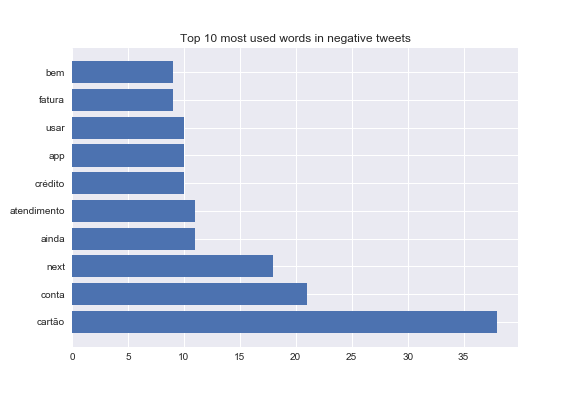 Top 10 most used words in negative tweets
bem
fatura
usar
app
crédito
atendimento
ainda
next
conta
cartão
0 5 10 15 20 25 30 35